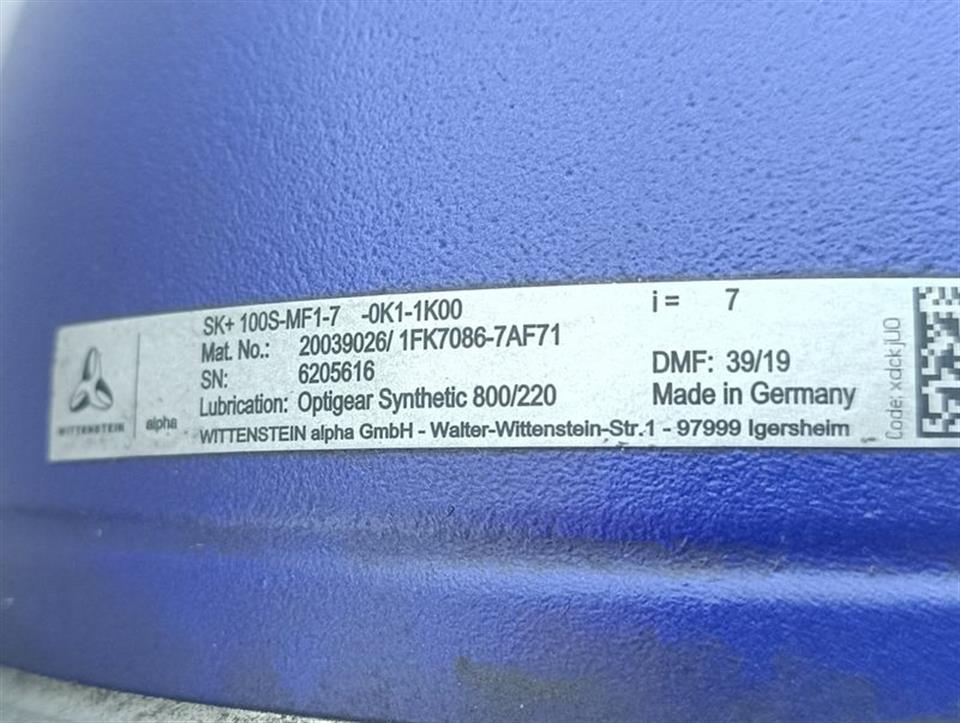 SK+ 100S-MF1-7 -0K1-1K00 i = 7
Mat. No.: 20039026/ 1FK7086-7AF71
SN: 6205616 DMF: 39/19
Lubrication: Optigear Synthetic 800/220 Made in Germany
WITTENSTEIN alpha GmbH - Walter-Wittenstein-Str.1 - 97999 Igersheim
WITTENSTEIN alpha
Code: xdckjU0